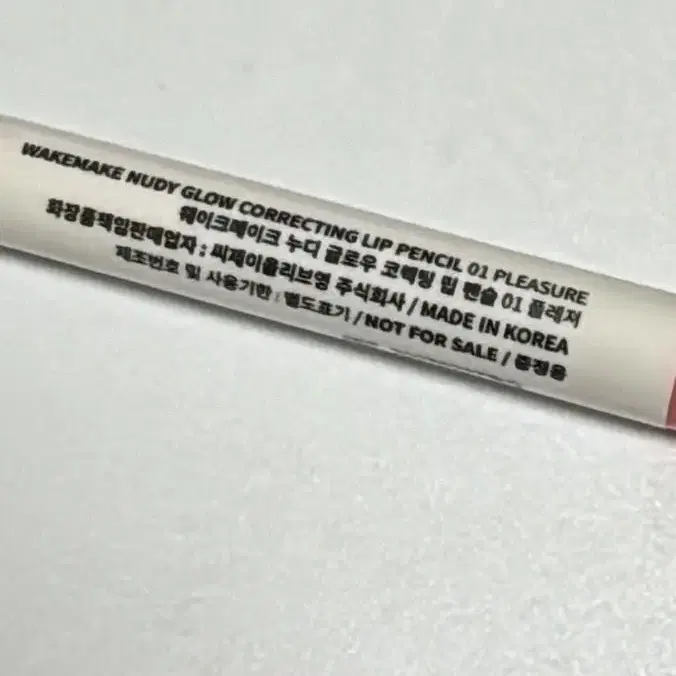 WAKEMAKE NUDY GLOW CORRECTING LIP PENCIL 01 PLEASURE
웨이크메이크 누디 글로우 코렉팅 립 펜슬 01 플레저
화장품책임판매업자 : 씨제이올리브영 주식회사 / MADE IN KOREA
제조번호 및 사용기한 : 별도표기 / NOT FOR SALE / 증정용